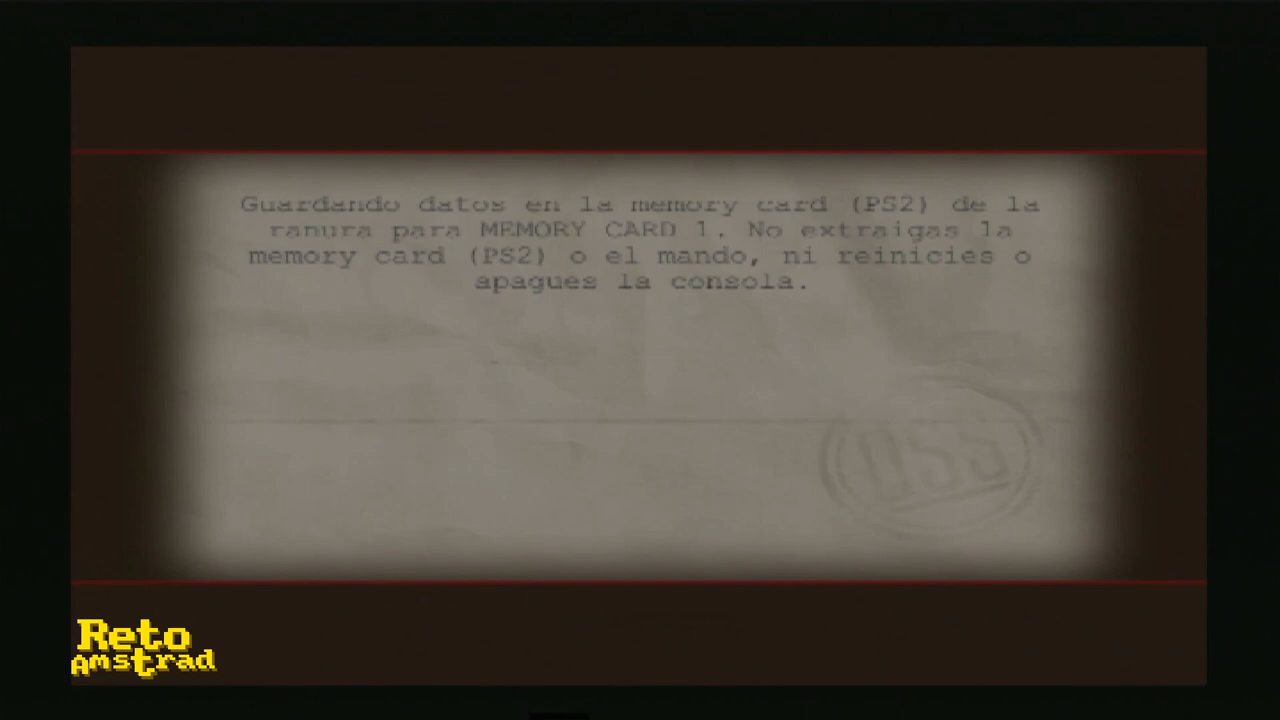 Guardando datos en la memory card (PS2) de la
ranura para MEMORY CARD 1. No extraigas la
memory card (PS2) o el mando, ni reinicies o
apagues la consola.
OSS
Reto
Amstrad